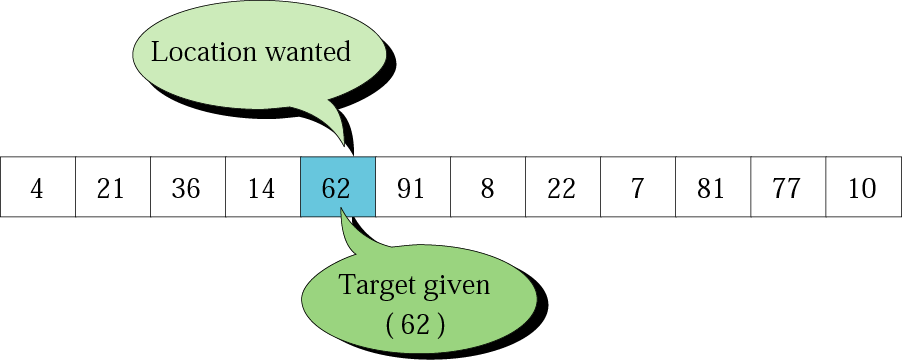 Location wanted
4 21 36 14 62 91 8 22 7 81 77 10
Target given
( 62 )